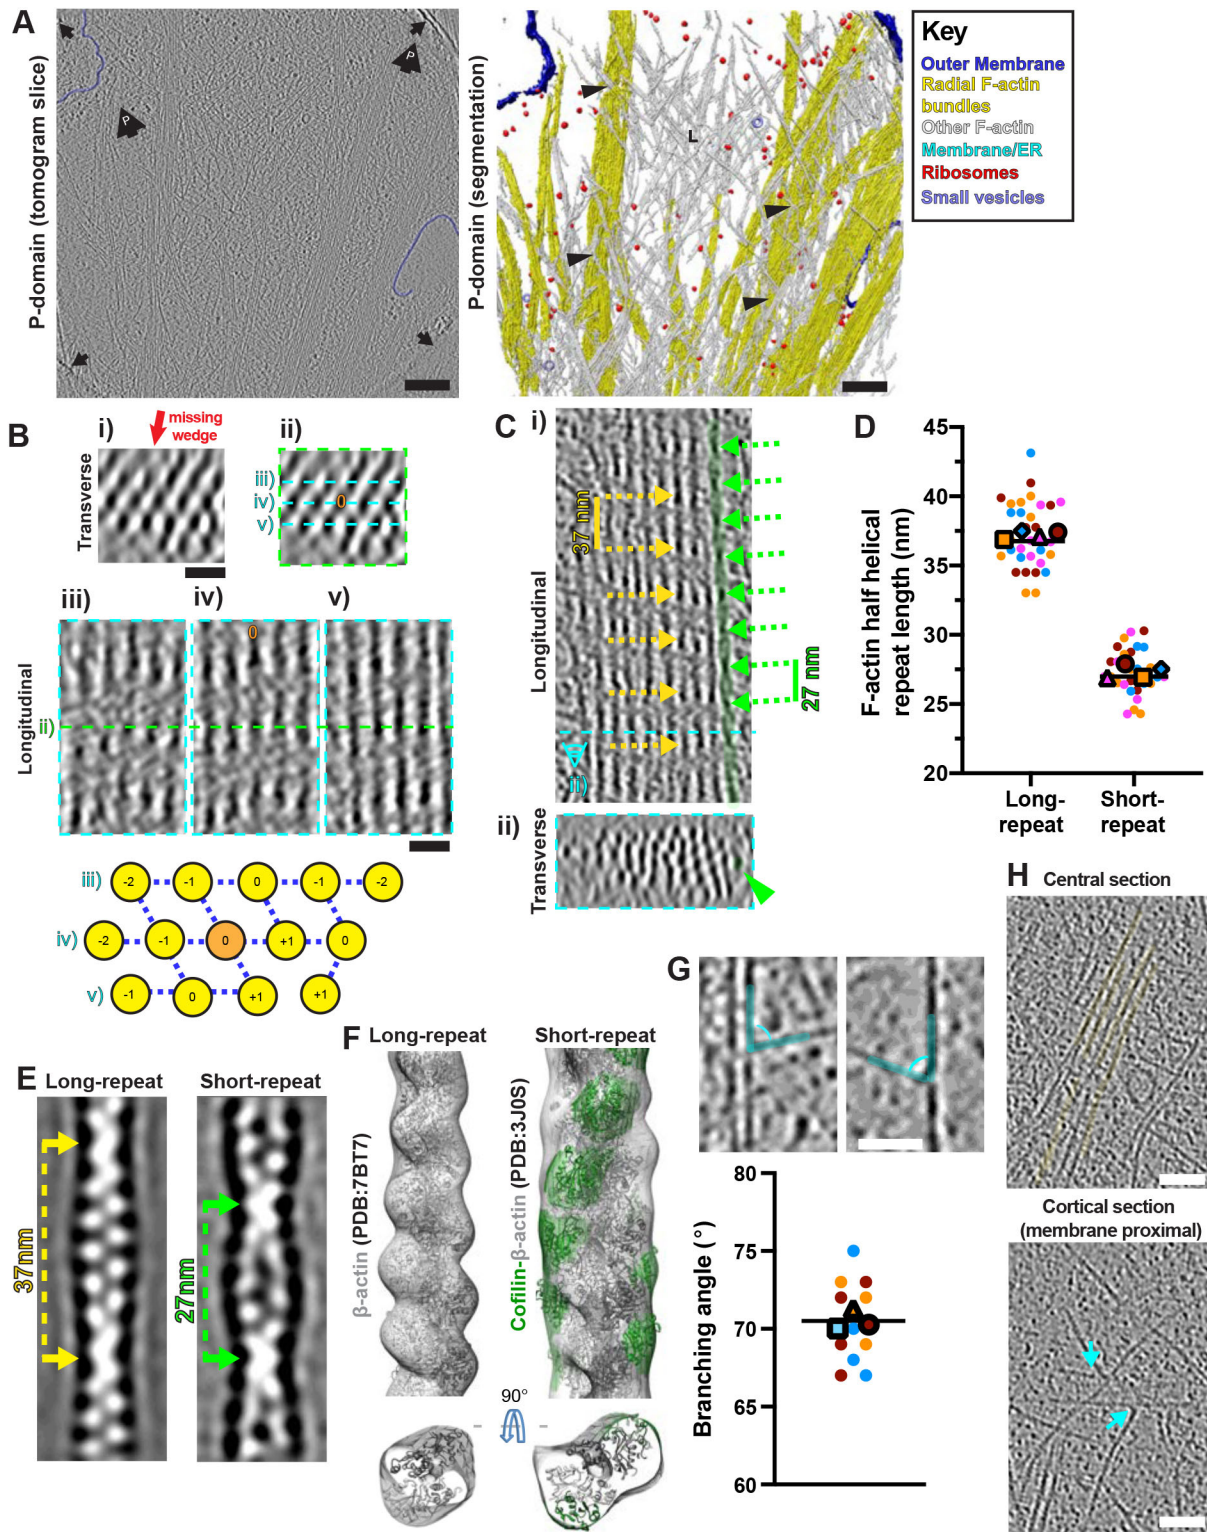 A
P-domain (tomogram slice)
P
P
P-domain (segmentation)
L
Key
Outer Membrane
Radial F-actin
bundles
Other F-actin
Membrane/ER
Ribosomes
Small vesicles
B
i)
missing
wedge
ii)
Transverse
iii)
iv)
v)
0
iii)
iv)
v)
0
Longitudinal
ii)
iii)
-2
-1
0
-1
-2
iv)
-2
-1
0
+1
0
v)
-1
0
+1
+1
C
i)
Longitudinal
37 nm
27 nm
ii)
ii)
Transverse
D
F-actin half helical
repeat length (nm)
45
40
35
30
25
20
Long-
repeat
Short-
repeat
E
Long-repeat
Short-repeat
37nm
27nm
F
Long-repeat
Short-repeat
β-actin (PDB:7BT7)
Cofilin-β-actin (PDB:3J0S)
90°
G
Branching angle (°)
80
75
70
65
60
H
Central section
Cortical section
(membrane proximal)